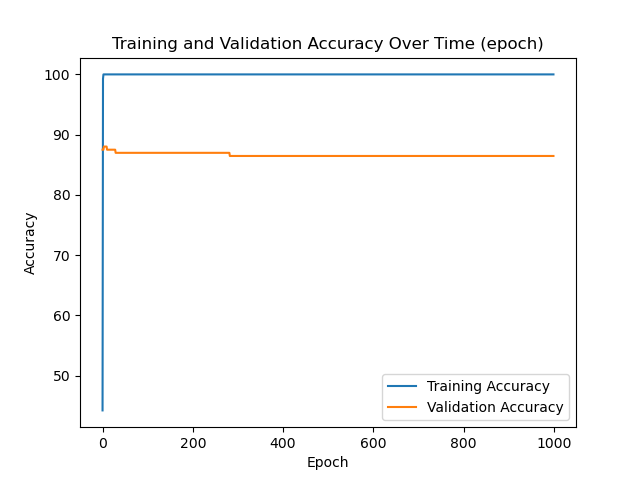 Training and Validation Accuracy Over Time (epoch)
Accuracy
100
90
80
70
60
50
Training Accuracy
Validation Accuracy
0 200 400 600 800 1000
Epoch